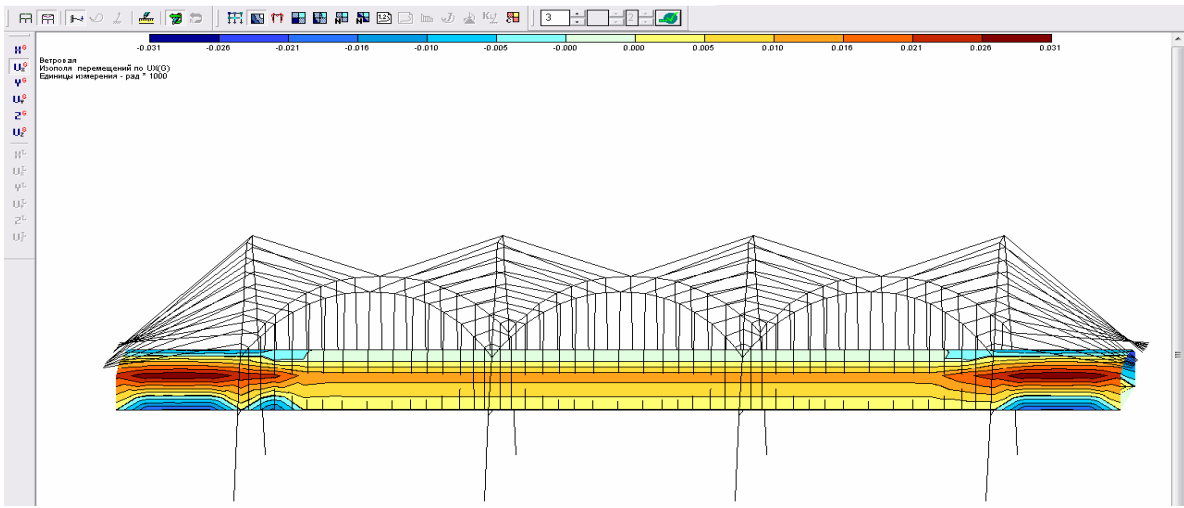 3
2
-0.031 -0.026 -0.021 -0.016 -0.010 -0.005 -0.000 0.000 0.005 0.010 0.016 0.021 0.026 0.031
Ветровая
Изополя перемещений по UX(G)
Единицы измерения - рад * 1000